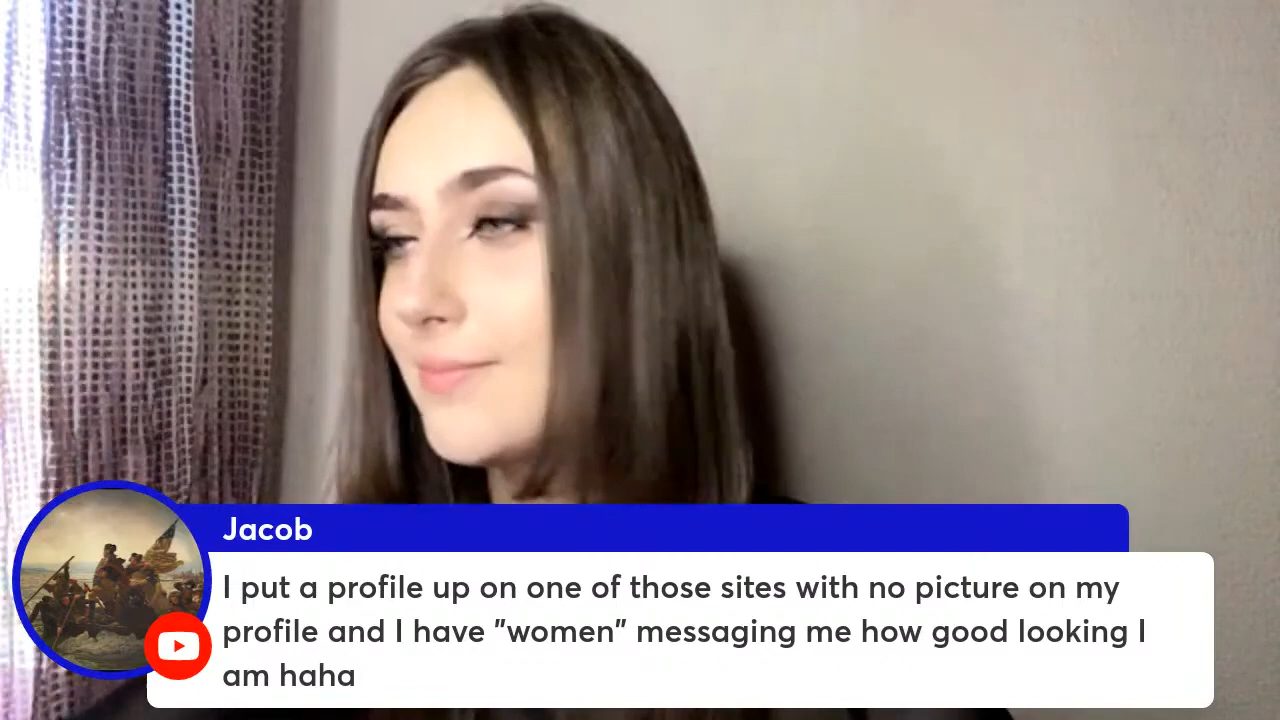 Jacob
I put a profile up on one of those sites with no picture on my
profile and I have "women" messaging me how good looking I
am haha